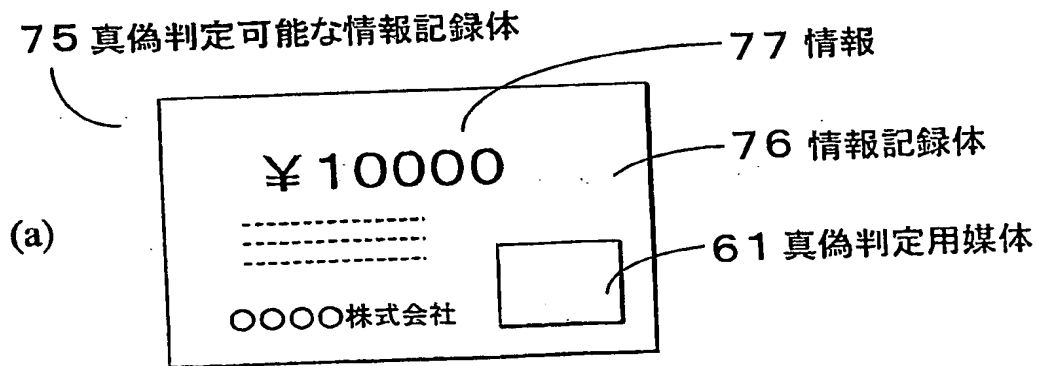 75 真偽判定可能な情報記録体
77 情報
¥10000
76 情報記録体
(a)
61 真偽判定用媒体
○○○○株式会社